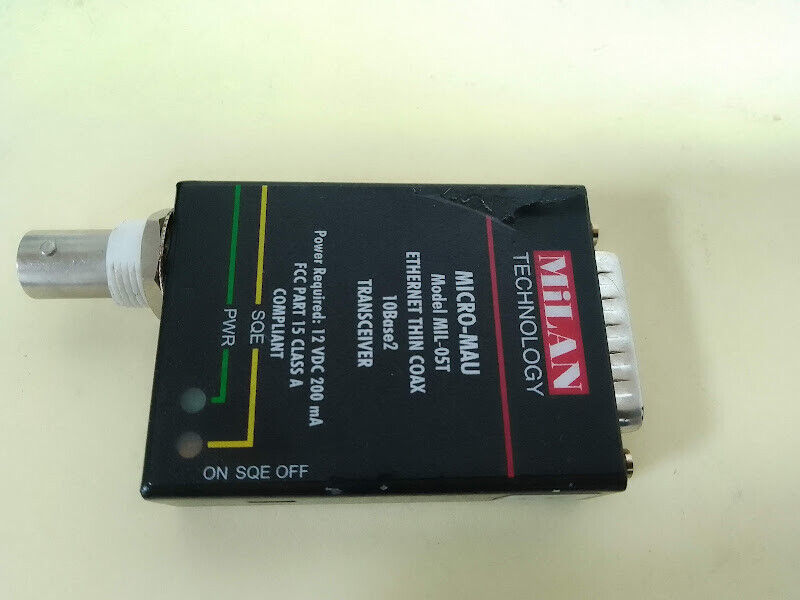 MiLAN
TECHNOLOGY
MICRO-MAU
Model MIL-05T
ETHERNET THIN COAX
10Base2
TRANSCEIVER
Power Required: 12 VDC 200 mA
FCC PART 15 CLASS A
COMPLIANT
SQE
PWR
ON SQE OFF